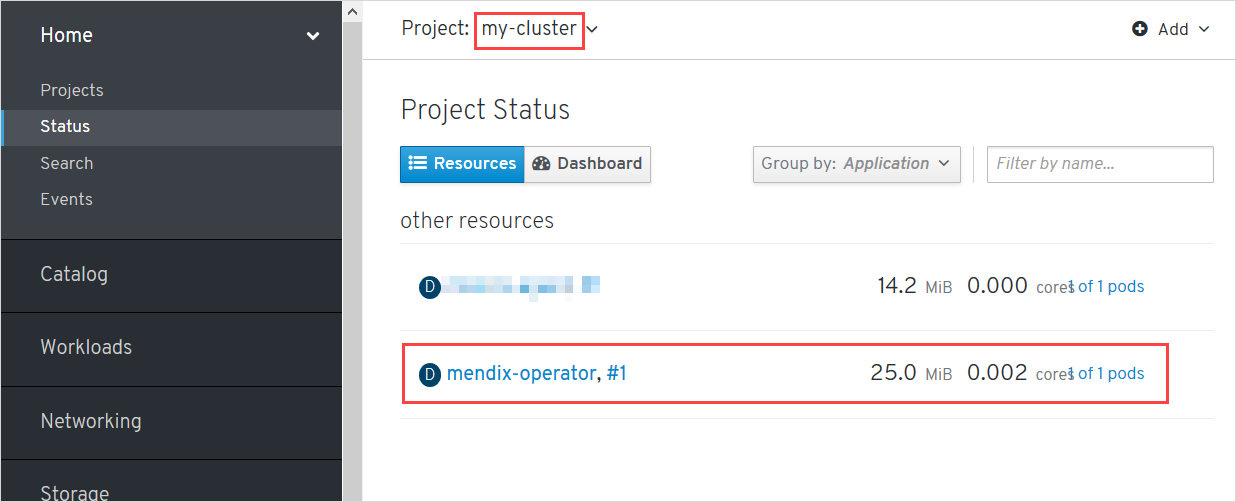 Home
Projects
Status
Search
Events
Catalog
Workloads
Networking
Storage
Project: my-cluster
Add
Project Status
Resources
Dashboard
Group by: Application
Filter by name...
other resources
D 14.2 MiB 0.000 cores 1 of 1 pods
D mendix-operator, #1 25.0 MiB 0.002 cores 1 of 1 pods